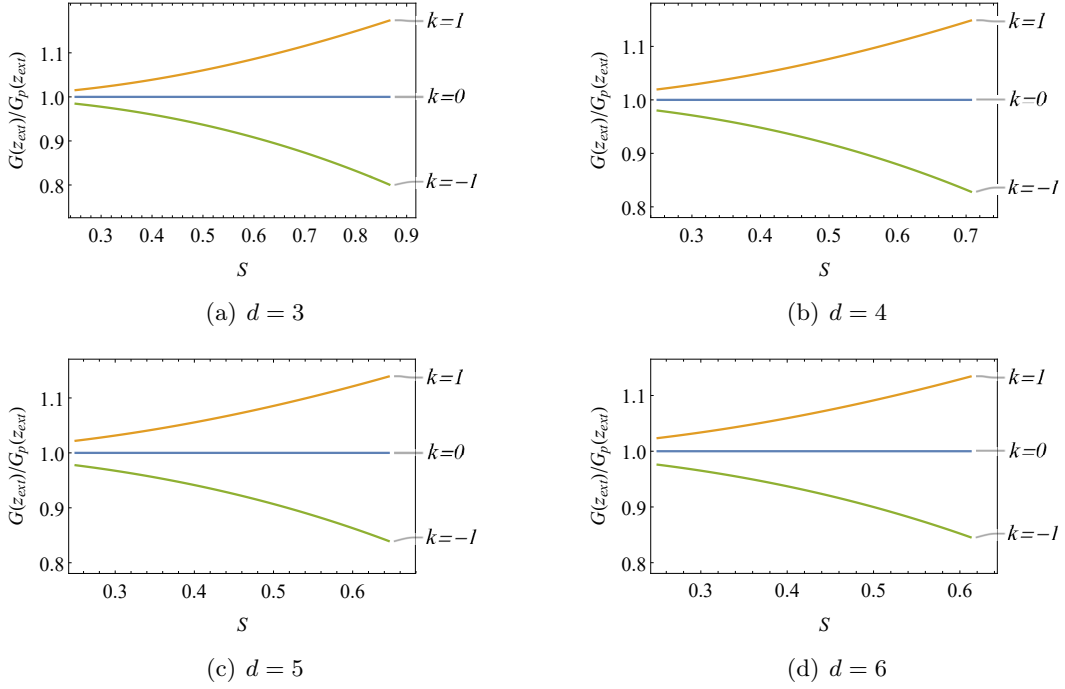 G(z_ext)/G_p(z_ext)
1.1
1.0
0.9
0.8
k=1
k=0
k=-1
0.3 0.4 0.5 0.6 0.7 0.8 0.9
S
(a) d = 3
G(z_ext)/G_p(z_ext)
1.1
1.0
0.9
0.8
k=1
k=0
k=-1
0.3 0.4 0.5 0.6 0.7
S
(b) d = 4
G(z_ext)/G_p(z_ext)
1.1
1.0
0.9
0.8
k=1
k=0
k=-1
0.3 0.4 0.5 0.6
S
(c) d = 5
G(z_ext)/G_p(z_ext)
1.1
1.0
0.9
0.8
k=1
k=0
k=-1
0.3 0.4 0.5 0.6
S
(d) d = 6